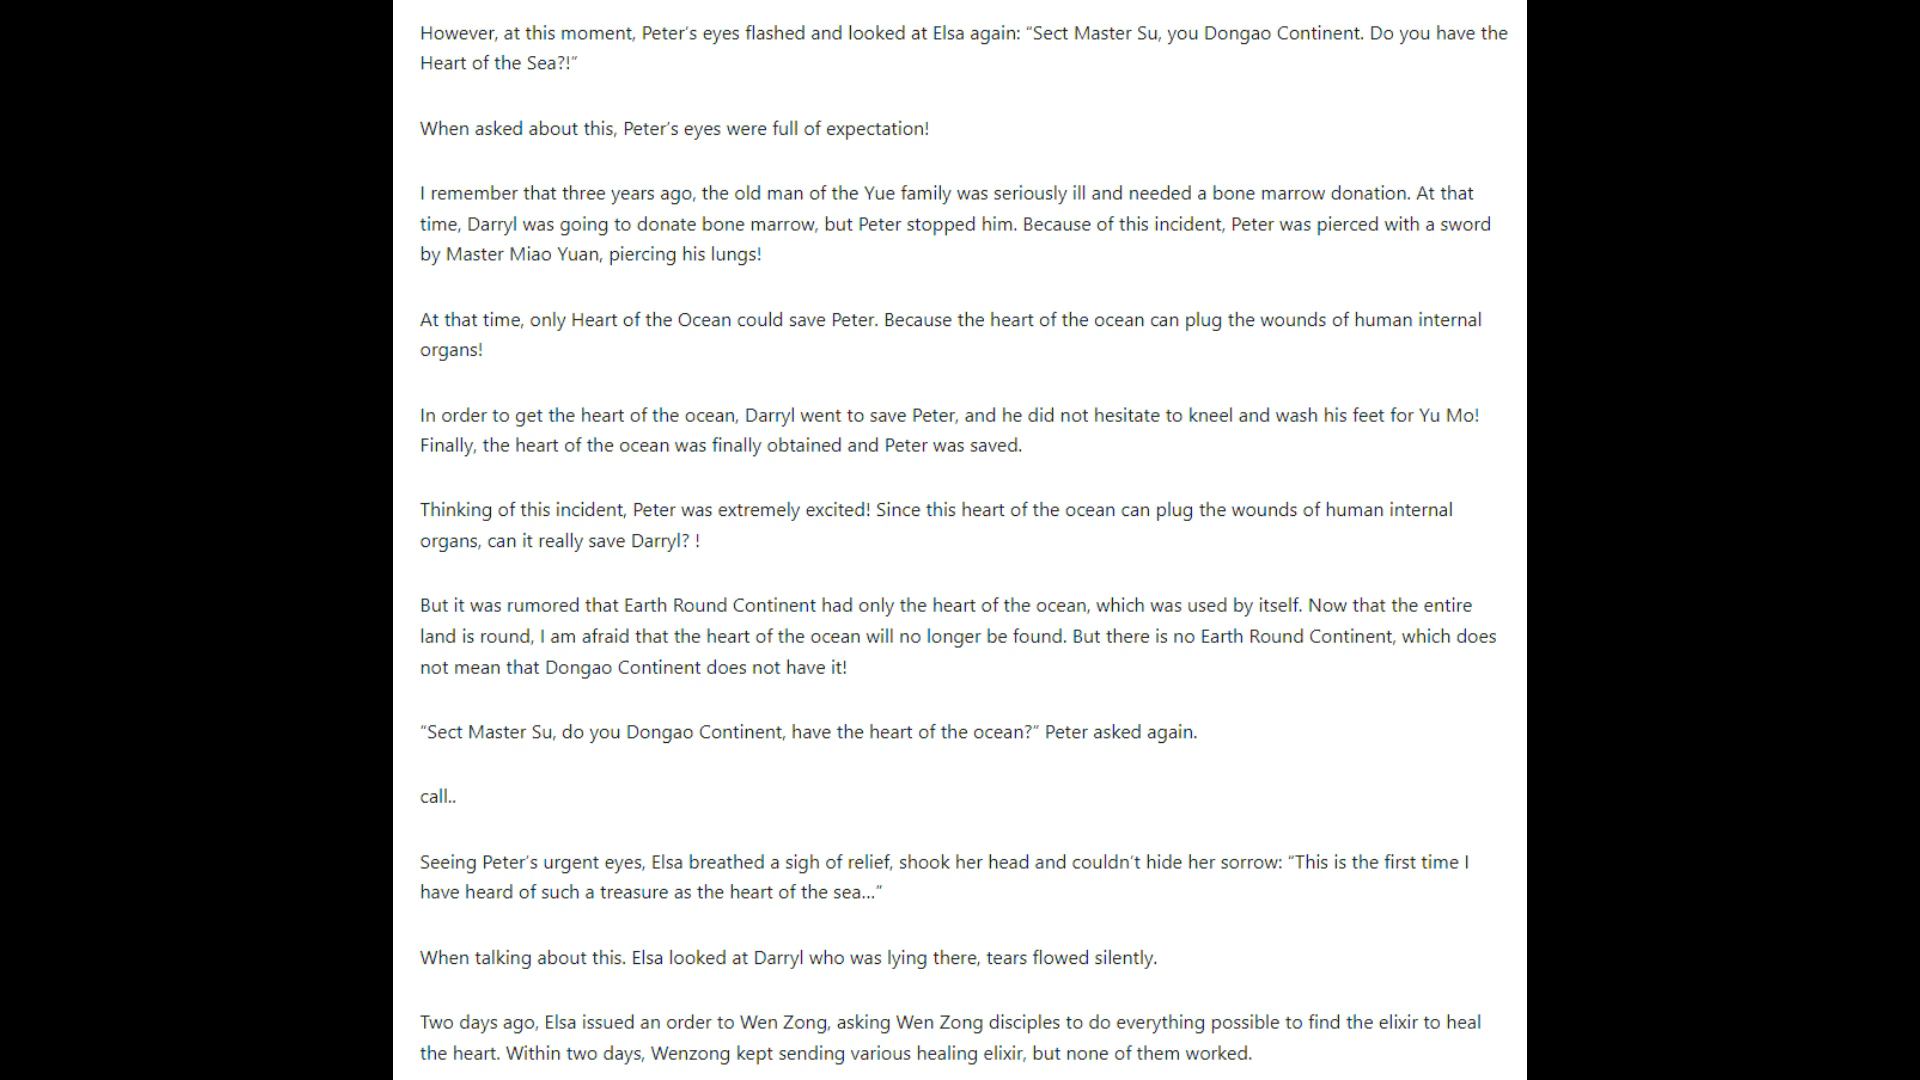 However, at this moment, Peter’s eyes flashed and looked at Elsa again: “Sect Master Su, you Dongao Continent. Do you have the
Heart of the Sea?!”
When asked about this, Peter’s eyes were full of expectation!
I remember that three years ago, the old man of the Yue family was seriously ill and needed a bone marrow donation. At that
time, Darryl was going to donate bone marrow, but Peter stopped him. Because of this incident, Peter was pierced with a sword
by Master Miao Yuan, piercing his lungs!
At that time, only Heart of the Ocean could save Peter. Because the heart of the ocean can plug the wounds of human internal
organs!
In order to get the heart of the ocean, Darryl went to save Peter, and he did not hesitate to kneel and wash his feet for Yu Mo!
Finally, the heart of the ocean was finally obtained and Peter was saved.
Thinking of this incident, Peter was extremely excited! Since this heart of the ocean can plug the wounds of human internal
organs, can it really save Darryl? !
But it was rumored that Earth Round Continent had only the heart of the ocean, which was used by itself. Now that the entire
land is round, I am afraid that the heart of the ocean will no longer be found. But there is no Earth Round Continent, which does
not mean that Dongao Continent does not have it!
“Sect Master Su, do you Dongao Continent, have the heart of the ocean?” Peter asked again.
call..
Seeing Peter’s urgent eyes, Elsa breathed a sigh of relief, shook her head and couldn’t hide her sorrow: “This is the first time I
have heard of such a treasure as the heart of the sea…”
When talking about this. Elsa looked at Darryl who was lying there, tears flowed silently.
Two days ago, Elsa issued an order to Wen Zong, asking Wen Zong disciples to do everything possible to find the elixir to heal
the heart. Within two days, Wenzong kept sending various healing elixir, but none of them worked.